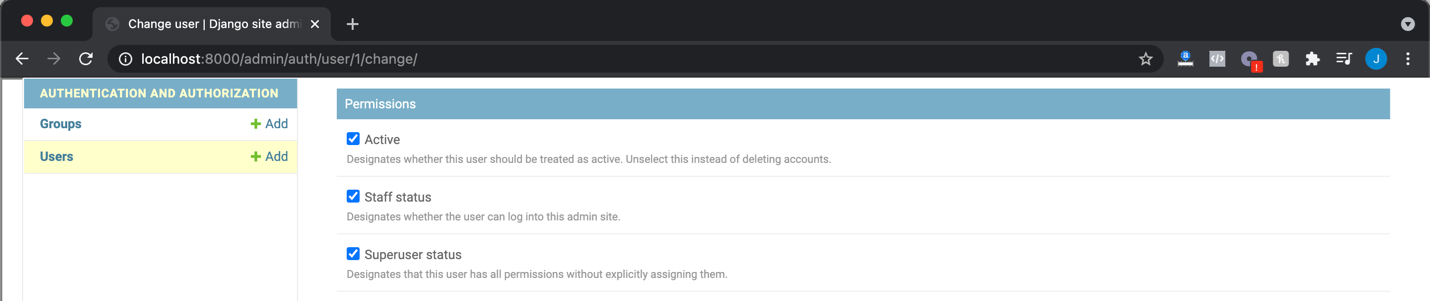 Change user | Django site adm
localhost:8000/admin/auth/user/1/change/
J
AUTHENTICATION AND AUTHORIZATION
Groups + Add
Users + Add
Permissions
Active
Designates whether this user should be treated as active. Unselect this instead of deleting accounts.
Staff status
Designates whether the user can log into this admin site.
Superuser status
Designates that this user has all permissions without explicitly assigning them.